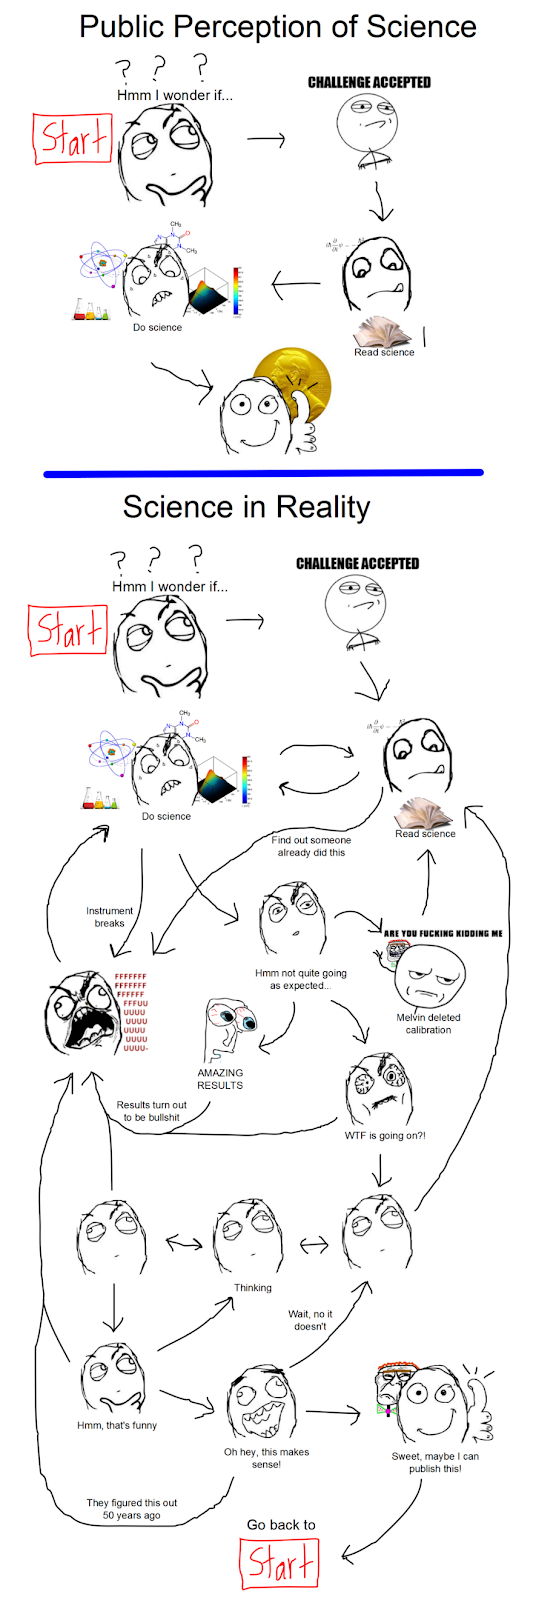 Public Perception of Science
? ? ?
Hmm I wonder if...
CHALLENGE ACCEPTED
Start
CH₃
N
O
N
N
CH₃
Do science
Read science
Science in Reality
? ? ?
Hmm I wonder if...
CHALLENGE ACCEPTED
Start
CH₃
N
O
N
CH₃
Do science
Read science
Find out someone
already did this
Instrument
breaks
ARE YOU FUCKING KIDDING ME
Hmm not quite going
as expected...
FFFFFFF
FFFFFFF
FFFFFF
FFFUU
UUUU
UUUU
UUUU
UUUU
UUU-
Melvin deleted
calibration
AMAZING
RESULTS
Results turn out
to be bullshit
WTF is going on?!
Thinking
Wait, no it
doesn't
Hmm, that's funny
Oh hey, this makes
sense!
Sweet, maybe I can
publish this!
They figured this out
50 years ago
Go back to
Start